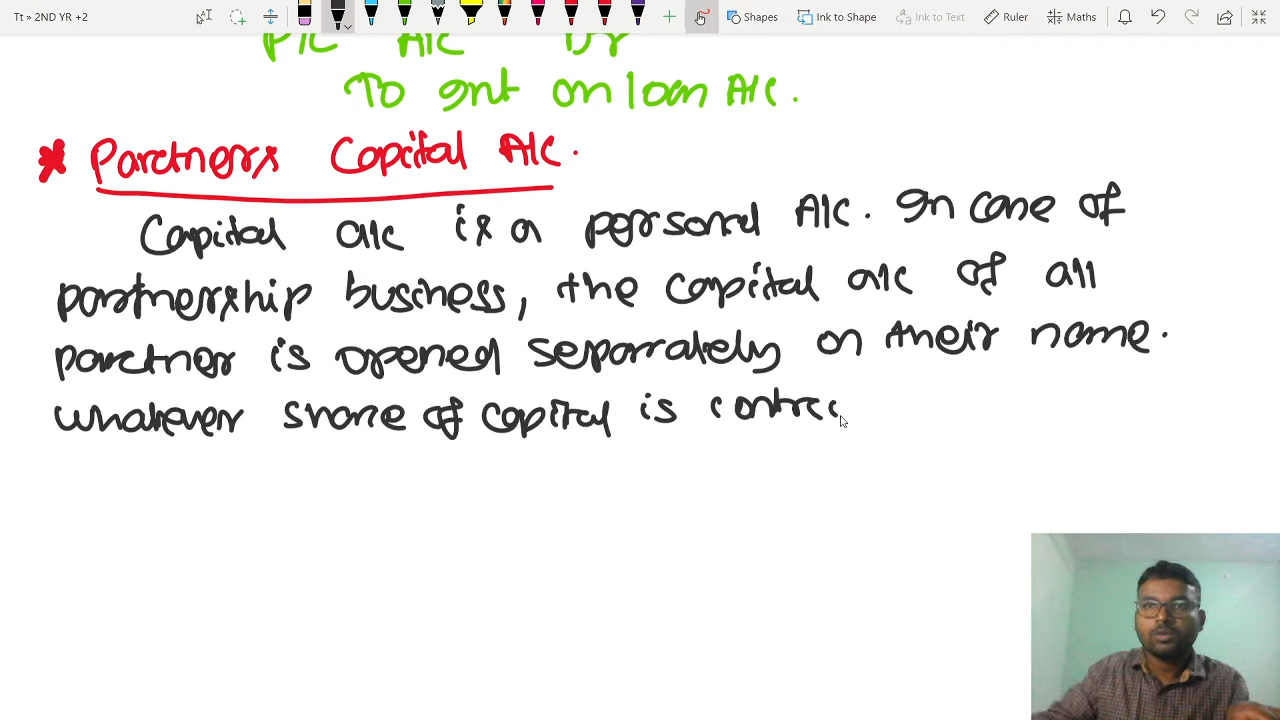 Tt » 2ND YR +2
Shapes
Ink to Shape
Ink to Text
Ruler
Maths
P/C A/C Dr
To Int on loan A/C.
* Partners Capital A/C.
Capital a/c is a personal A/C. In case of
partnership business, the capital a/c of all
partner is opened separately on their name.
whatever share of capital is